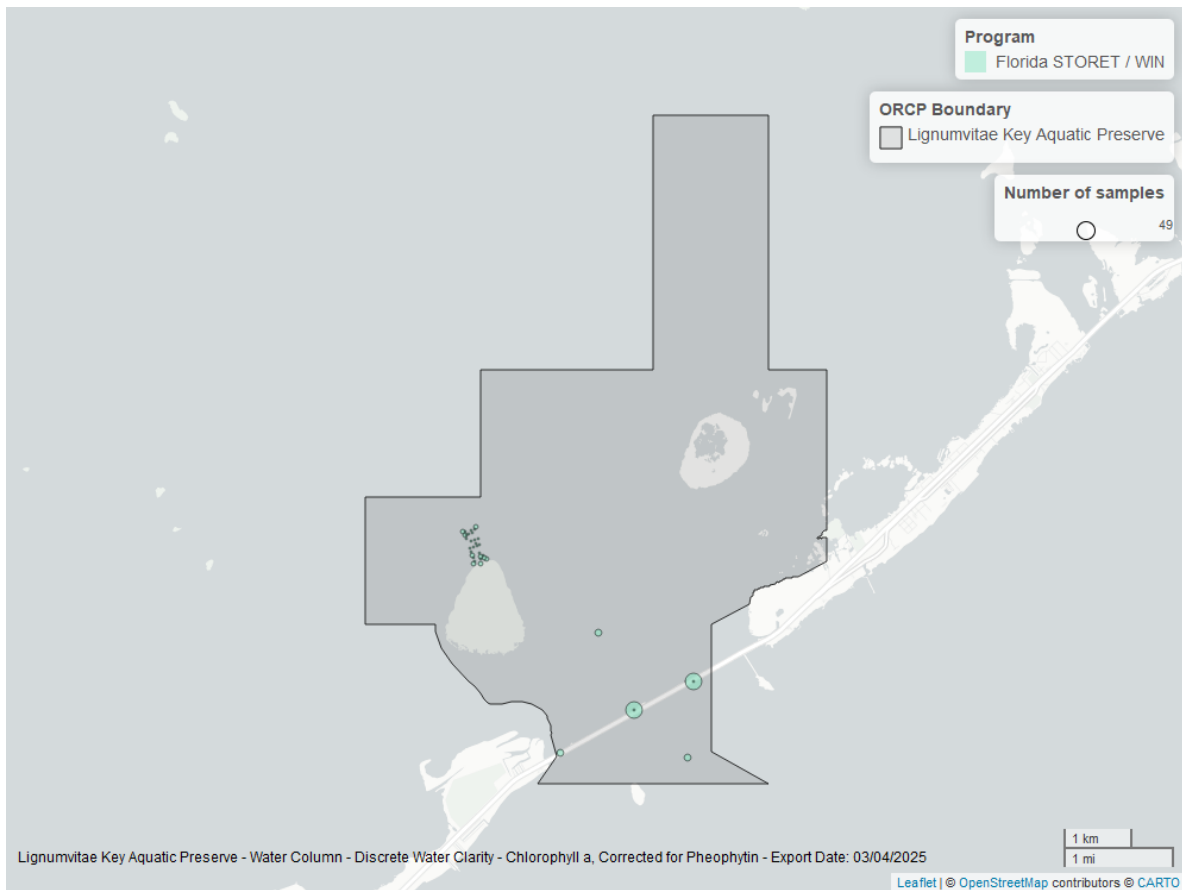 Program
Florida STORET / WIN
ORCP Boundary
Lignumvitae Key Aquatic Preserve
Number of samples
49
1 km
1 mi
Lignumvitae Key Aquatic Preserve - Water Column - Discrete Water Clarity - Chlorophyll a, Corrected for Pheophytin - Export Date: 03/04/2025
Leaflet | © OpenStreetMap contributors © CARTO